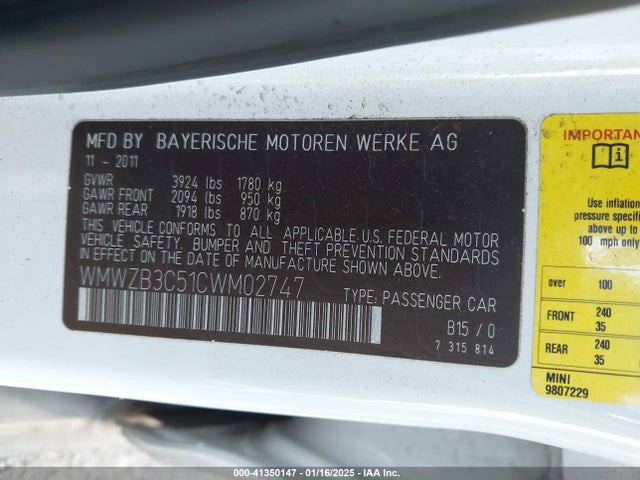 MFD BY BAYERISCHE MOTOREN WERKE AG
11 - 2011
GVWR 3924 lbs 1780 kg
GAWR FRONT 2094 lbs 950 kg
GAWR REAR 1918 lbs 870 kg
THIS VEHICLE CONFORMS TO ALL APPLICABLE U.S. FEDERAL MOTOR
VEHICLE SAFETY, BUMPER AND THEFT PREVENTION STANDARDS
IN EFFECT ON THE DATE OF MANUFACTURE SHOWN ABOVE.
WMWZB3C51CWM02747 TYPE: PASSENGER CAR
B15 / 0
7 315 814
IMPORTAN
Use inflation
pressure specifi
above up to
100 mph only
over 100
FRONT 240
35
REAR 240
35
MINI
9807229
000-41350147 - 01/16/2025 - IAA Inc.